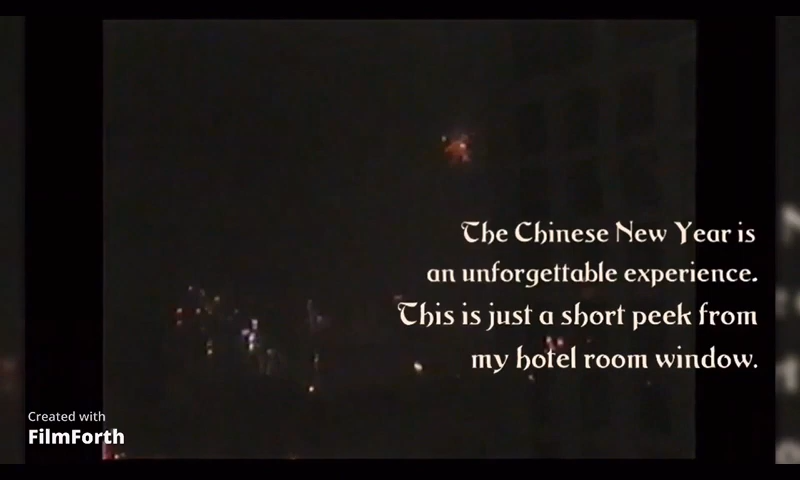 The Chinese New Year is
an unforgettable experience.
This is just a short peek from
my hotel room window.
Created with
FilmForth